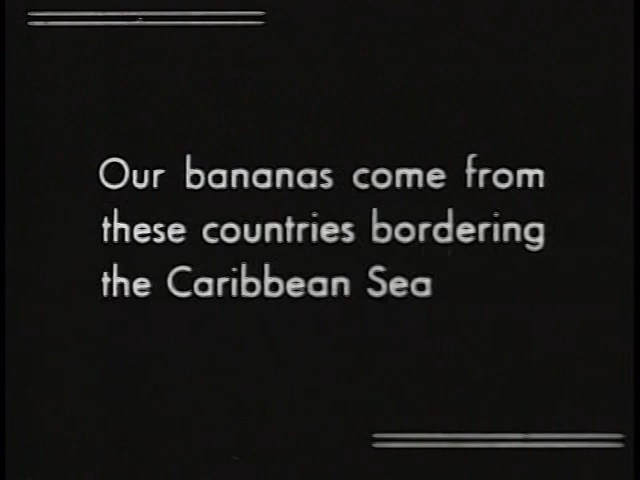 Our bananas come from
these countries bordering
the Caribbean Sea